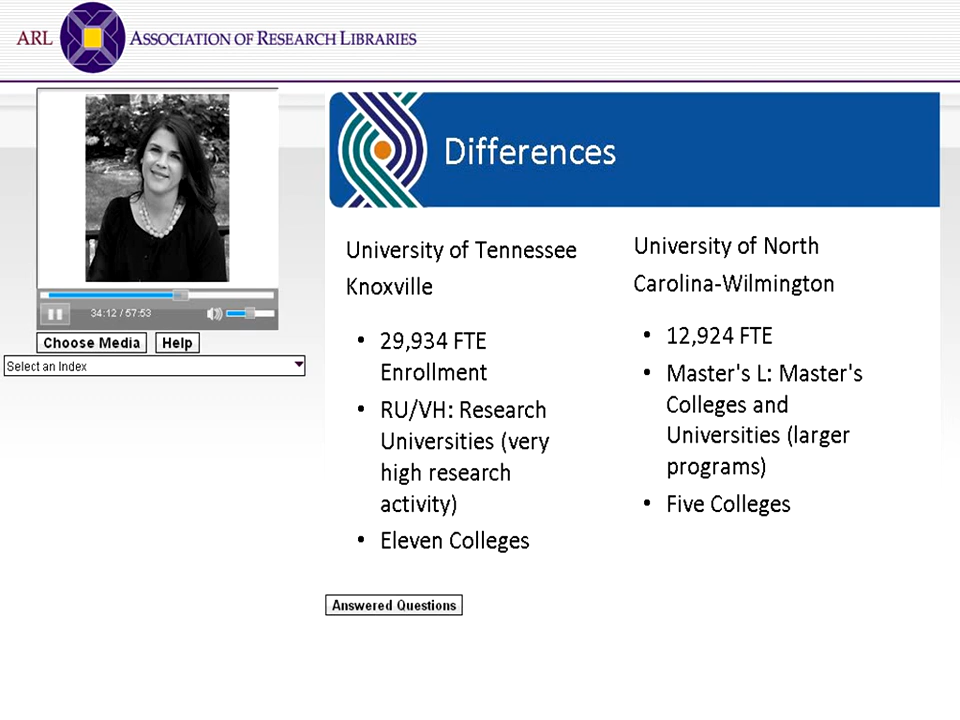 ARL ASSOCIATION OF RESEARCH LIBRARIES
34:12 / 57:53
Choose Media
Help
Select an Index
Differences
University of Tennessee
Knoxville
• 29,934 FTE
Enrollment
• RU/VH: Research
Universities (very
high research
activity)
• Eleven Colleges
University of North
Carolina-Wilmington
• 12,924 FTE
• Master's L: Master's
Colleges and
Universities (larger
programs)
• Five Colleges
Answered Questions